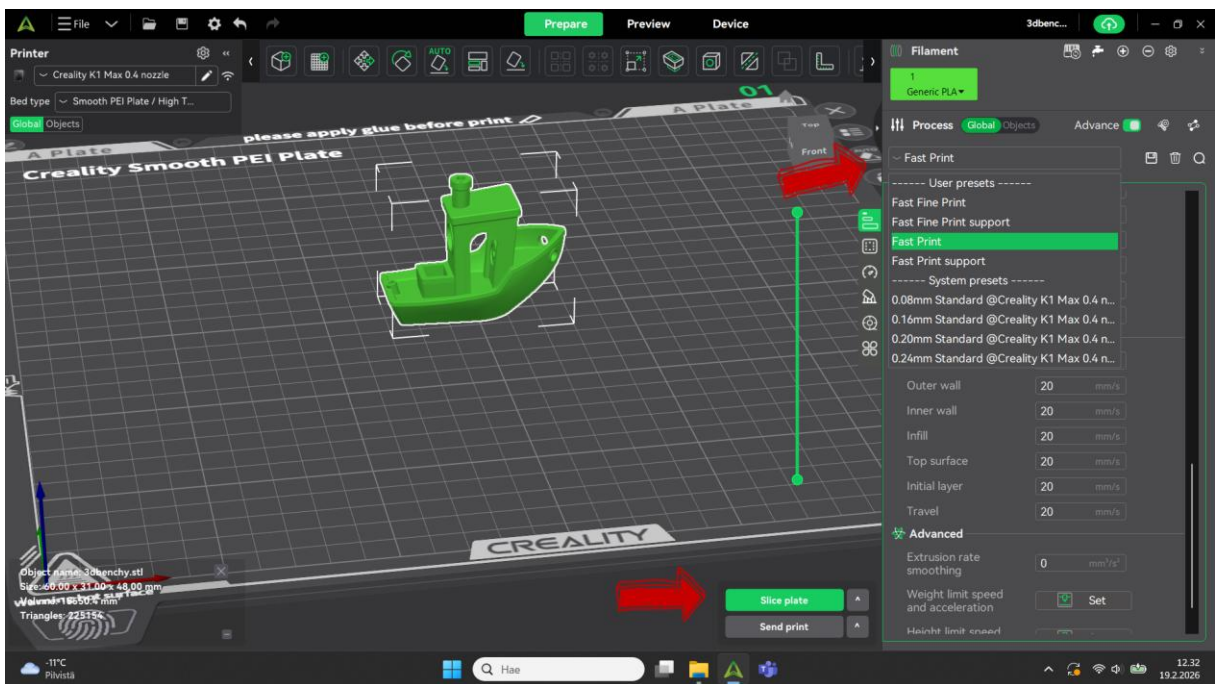 File
Prepare
Preview
Device
3dbenc...
Printer
Creality K1 Max 0.4 nozzle
Bed type
Smooth PEI Plate / High T...
Global Objects
AUTO
01
A Plate
please apply glue before print
A Plate
Creality Smooth PEI Plate
Top
Front
CREALITY
Object name: 3dbenchy.stl
Size: 60.00 x 31.00 x 48.00 mm
Triangles: 225154
Slice plate
Send print
Filament
1
Generic PLA
Process Global Objects Advance
Fast Print
------ User presets ------
Fast Fine Print
Fast Fine Print support
Fast Print
Fast Print support
------ System presets ------
0.08mm Standard @Creality K1 Max 0.4 n...
0.16mm Standard @Creality K1 Max 0.4 n...
0.20mm Standard @Creality K1 Max 0.4 n...
0.24mm Standard @Creality K1 Max 0.4 n...
Outer wall 20 mm/s
Inner wall 20 mm/s
Infill 20 mm/s
Top surface 20 mm/s
Initial layer 20 mm/s
Travel 20 mm/s
Advanced
Extrusion rate
smoothing 0 mm³/s²
Weight limit speed
and acceleration Set
Height limit speed
-11°C
Pilvistä
Hae
12.32
19.2.2026